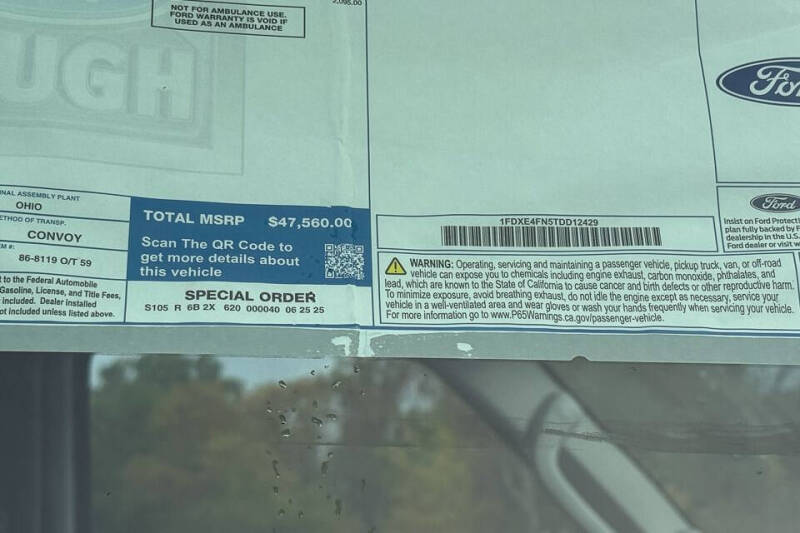 NOT FOR AMBULANCE USE.
FORD WARRANTY IS VOID IF
USED AS AN AMBULANCE
2,095.00
UGH
Ford
NAL ASSEMBLY PLANT
OHIO
ETHOD OF TRANSP.
CONVOY
EM #:
86-8119 O/T 59
t to the Federal Automobile
Gasoline, License, and Title Fees,
included. Dealer Installed
ot included unless listed above.
TOTAL MSRP $47,560.00
Scan The QR Code to
get more details about
this vehicle
SPECIAL ORDER
S105 R 6B 2X 620 000040 06 25 25
1FDXE4FN5TDD12429
WARNING: Operating, servicing and maintaining a passenger vehicle, pickup truck, van, or off-road
vehicle can expose you to chemicals including engine exhaust, carbon monoxide, phthalates, and
lead, which are known to the State of California to cause cancer and birth defects or other reproductive harm.
To minimize exposure, avoid breathing exhaust, do not idle the engine except as necessary, service your
vehicle in a well-ventilated area and wear gloves or wash your hands frequently when servicing your vehicle.
For more information go to www.P65Warnings.ca.gov/passenger-vehicle.
Ford
Insist on Ford Protecti
plan fully backed by F
dealership in the U.S.
Ford dealer or visit w